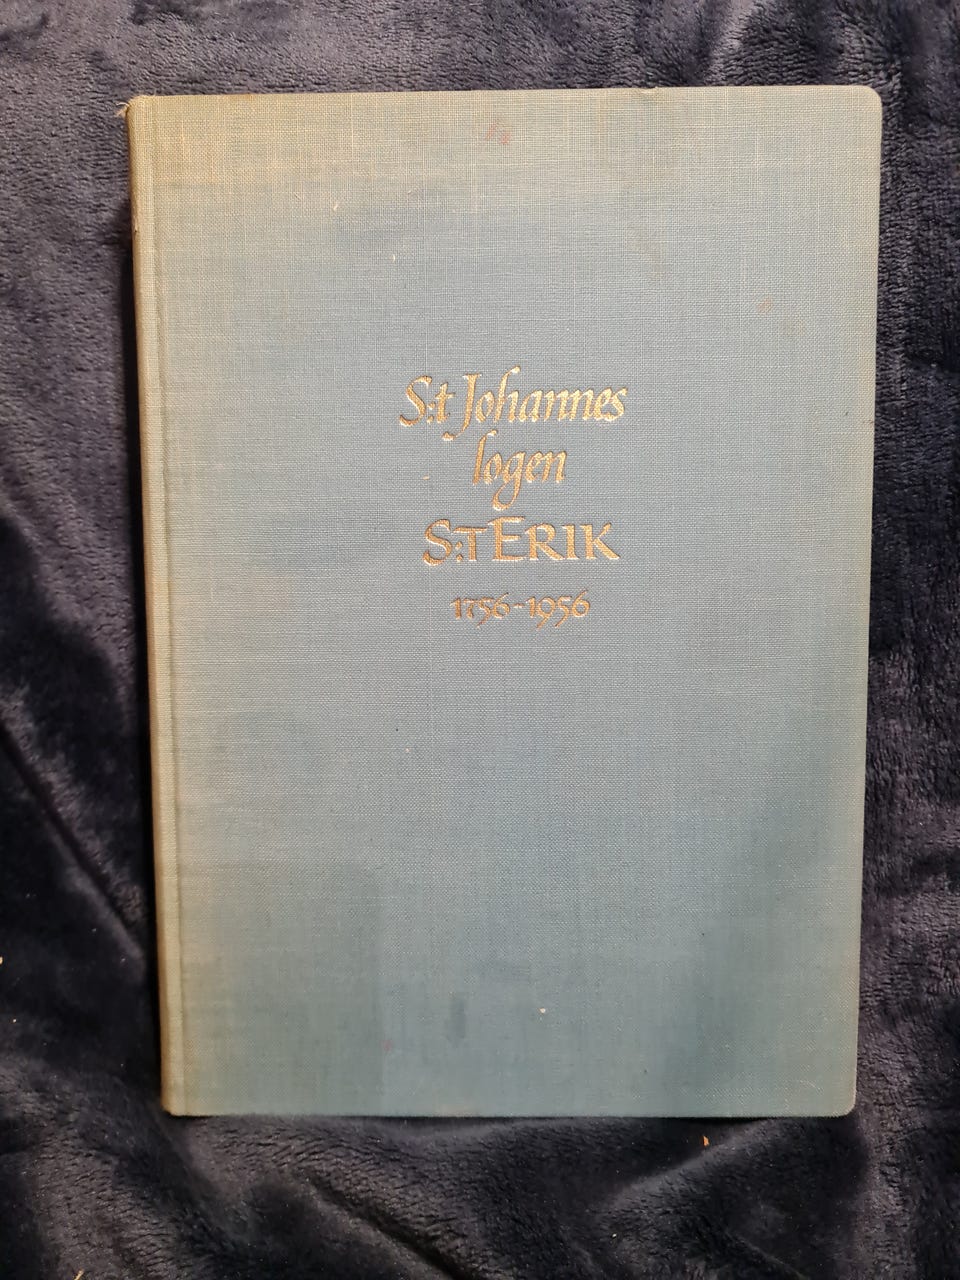 S:t Johannes
logen
S:T ERIK
1756-1956